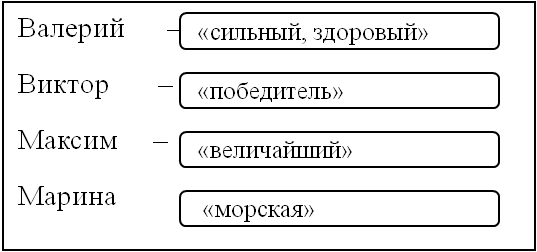 Валерий – «сильный, здоровый»
Виктор – «победитель»
Максим – «величайший»
Марина «морская»